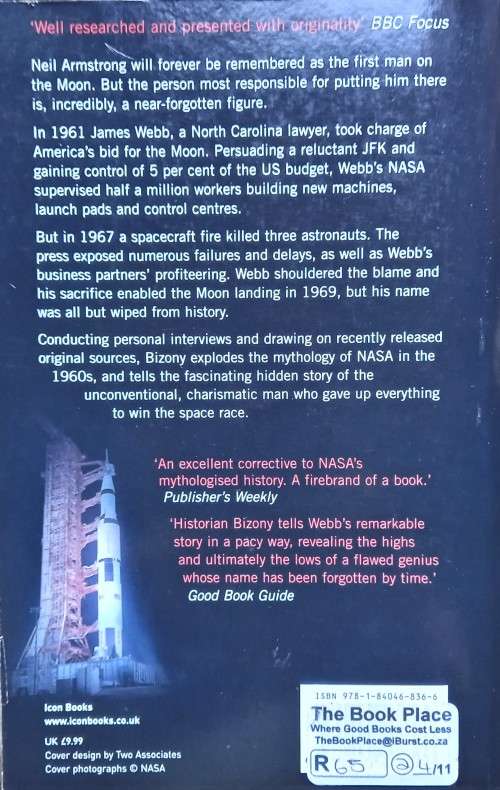 'Well researched and presented with originality' BBC Focus
Neil Armstrong will forever be remembered as the first man on
the Moon. But the person most responsible for putting him there
is, incredibly, a near-forgotten figure.
In 1961 James Webb, a North Carolina lawyer, took charge of
America's bid for the Moon. Persuading a reluctant JFK and
gaining control of 5 per cent of the US budget, Webb's NASA
supervised half a million workers building new machines,
launch pads and control centres.
But in 1967 a spacecraft fire killed three astronauts. The
press exposed numerous failures and delays, as well as Webb's
business partners' profiteering. Webb shouldered the blame and
his sacrifice enabled the Moon landing in 1969, but his name
was all but wiped from history.
Conducting personal interviews and drawing on recently released
original sources, Bizony explodes the mythology of NASA in the
1960s, and tells the fascinating hidden story of the
unconventional, charismatic man who gave up everything
to win the space race.
'An excellent corrective to NASA's
mythologised history. A firebrand of a book.'
Publisher's Weekly
'Historian Bizony tells Webb's remarkable
story in a pacy way, revealing the highs
and ultimately the lows of a flawed genius
whose name has been forgotten by time.'
Good Book Guide
Icon Books
www.iconbooks.co.uk
UK £9.99
Cover design by Two Associates
Cover photographs © NASA
ISBN 978-1-84046-836-6
The Book Place
Where Good Books Cost Less
TheBookPlace@iBurst.co.za
R 65 @4/11